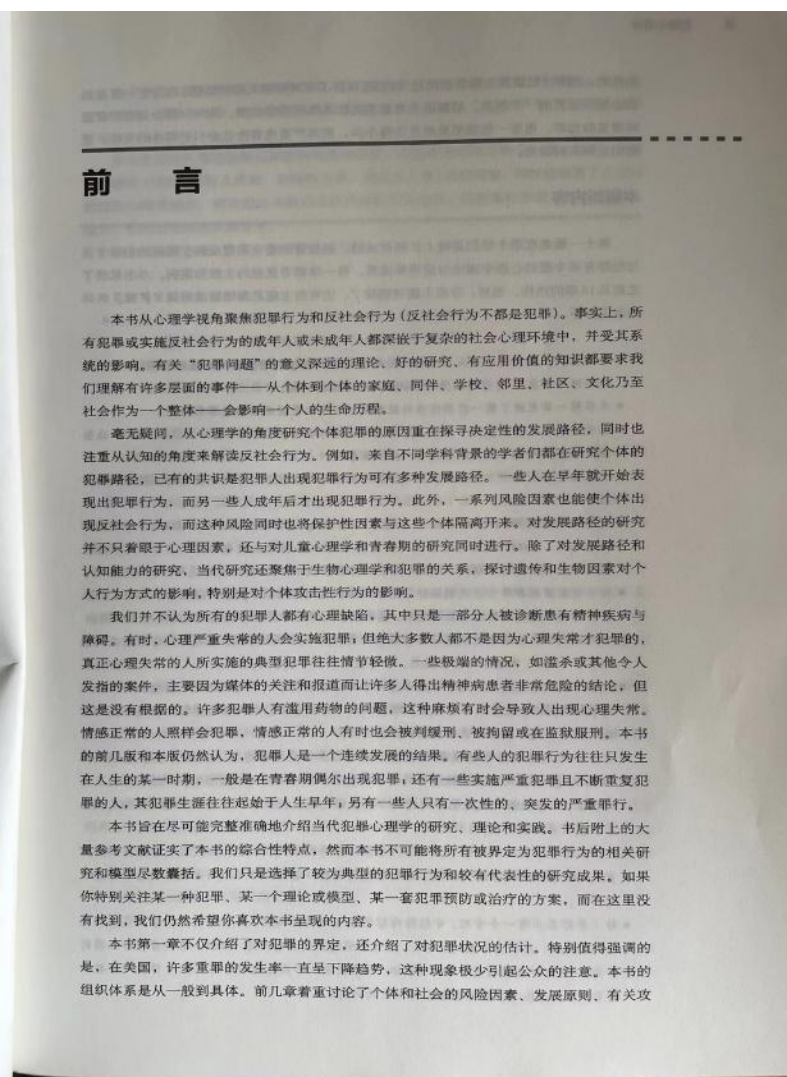 前 言
本书从心理学视角聚焦犯罪行为和反社会行为（反社会行为不都是犯罪）。事实上，所
有犯罪或实施反社会行为的成年人或未成年人都深嵌于复杂的社会心理环境中，并受其系
统的影响。有关“犯罪问题”的意义深远的理论、好的研究、有应用价值的知识都要求我
们理解有许多层面的事件——从个体到个体的家庭、同伴、学校、邻里、社区、文化乃至
社会作为一个整体——会影响一个人的生命历程。
毫无疑问，从心理学的角度研究个体犯罪的原因重在探寻决定性的发展路径，同时也
注重从认知的角度来解读反社会行为。例如，来自不同学科背景的学者们都在研究个体的
犯罪路径，已有的共识是犯罪人出现犯罪行为可有多种发展路径。一些人在早年就开始表
现出犯罪行为，而另一些人成年后才出现犯罪行为。此外，一系列风险因素也能使个体出
现反社会行为，而这种风险同时也将保护性因素与这些个体隔离开来。对发展路径的研究
并不只着眼于心理因素，还与对儿童心理学和青春期的研究同时进行。除了对发展路径和
认知能力的研究，当代研究还聚焦于生物心理学和犯罪的关系，探讨遗传和生物因素对个
人行为方式的影响，特别是对个体攻击性行为的影响。
我们并不认为所有的犯罪人都有心理缺陷，其中只是一部分人被诊断患有精神疾病与
障碍。有时，心理严重失常的人会实施犯罪；但绝大多数人都不是因为心理失常才犯罪的，
真正心理失常的人所实施的典型犯罪往往情节轻微。一些极端的情况，如滥杀或其他令人
发指的案件，主要因为媒体的关注和报道而让许多人得出精神病患者非常危险的结论，但
这是没有根据的。许多犯罪人有滥用药物的问题，这种麻烦有时会导致人出现心理失常。
情感正常的人照样会犯罪，情感正常的人有时也会被判缓刑、被拘留或在监狱服刑。本书
的前几版和本版仍然认为，犯罪人是一个连续发展的结果。有些人的犯罪行为往往只发生
在人生的某一时期，一般是在青春期偶尔出现犯罪；还有一些实施严重犯罪且不断重复犯
罪的人，其犯罪生涯往往起始于人生早年；另有一些人只有一次性的、突发的严重罪行。
本书旨在尽可能完整准确地介绍当代犯罪心理学的研究、理论和实践。书后附上的大
量参考文献证实了本书的综合性特点，然而本书不可能将所有被界定为犯罪行为的相关研
究和模型尽数囊括。我们只是选择了较为典型的犯罪行为和较有代表性的研究成果。如果
你特别关注某一种犯罪、某一个理论或模型、某一套犯罪预防或治疗的方案，而在这里没
有找到，我们仍然希望你喜欢本书呈现的内容。
本书第一章不仅介绍了对犯罪的界定，还介绍了对犯罪状况的估计。特别值得强调的
是，在美国，许多重罪的发生率一直呈下降趋势，这种现象极少引起公众的注意。本书的
组织体系是从一般到具体。前几章着重讨论了个体和社会的风险因素、发展原则、有关攻